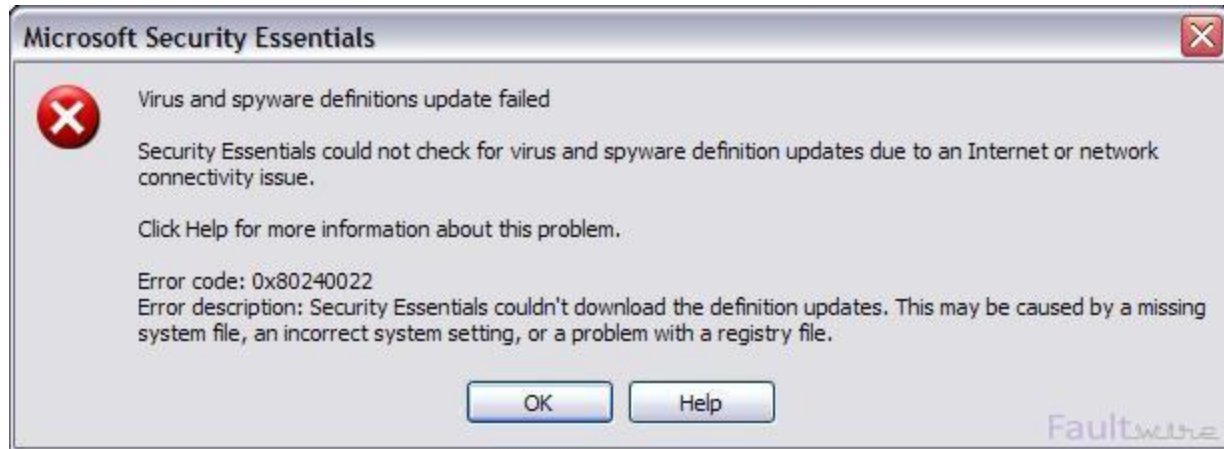 Microsoft Security Essentials
Virus and spyware definitions update failed
Security Essentials could not check for virus and spyware definition updates due to an Internet or network
connectivity issue.
Click Help for more information about this problem.
Error code: 0x80240022
Error description: Security Essentials couldn't download the definition updates. This may be caused by a missing
system file, an incorrect system setting, or a problem with a registry file.
OK
Help
Faultwire